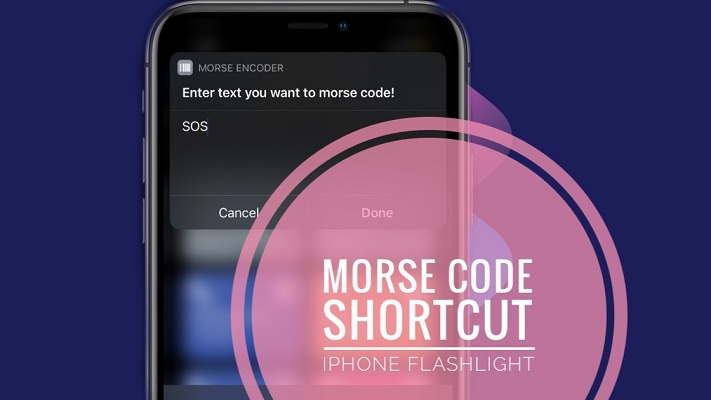 MORSE ENCODER
Enter text you want to morse code!
SOS
Cancel
Done
MORSE CODE
SHORTCUT
IPHONE FLASHLIGHT